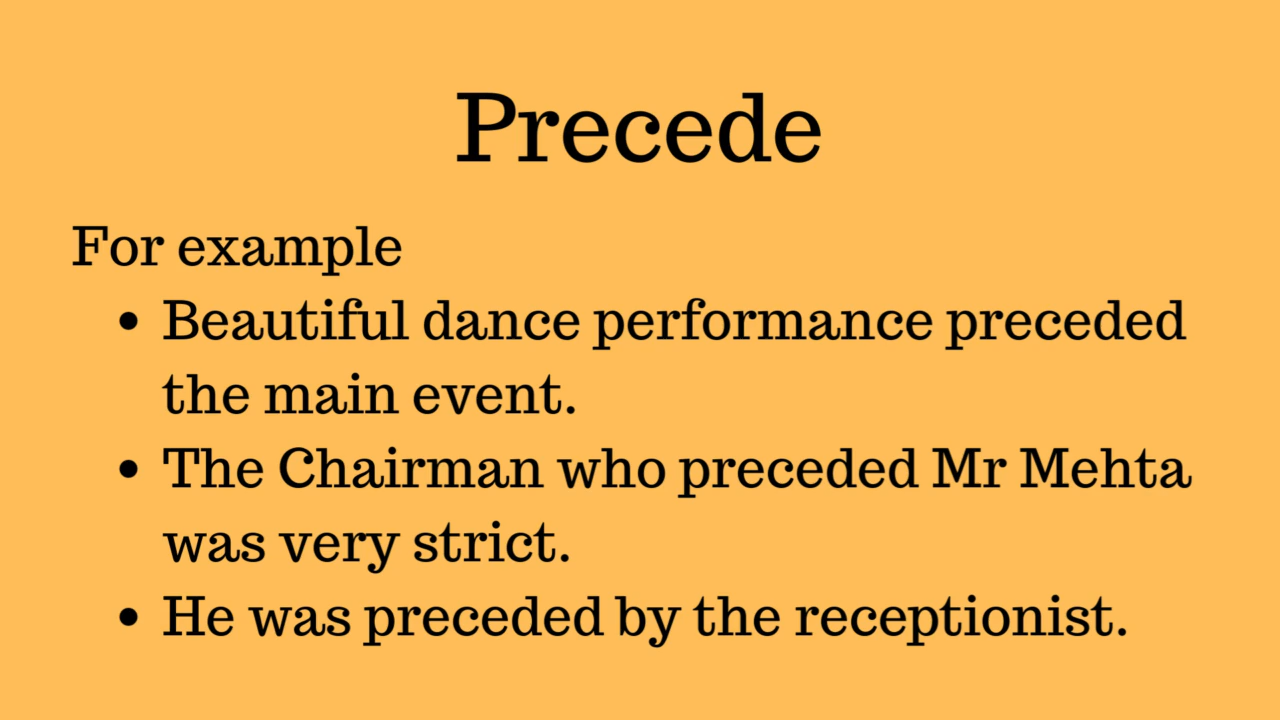 Precede
For example
• Beautiful dance performance preceded
the main event.
• The Chairman who preceded Mr Mehta
was very strict.
• He was preceded by the receptionist.